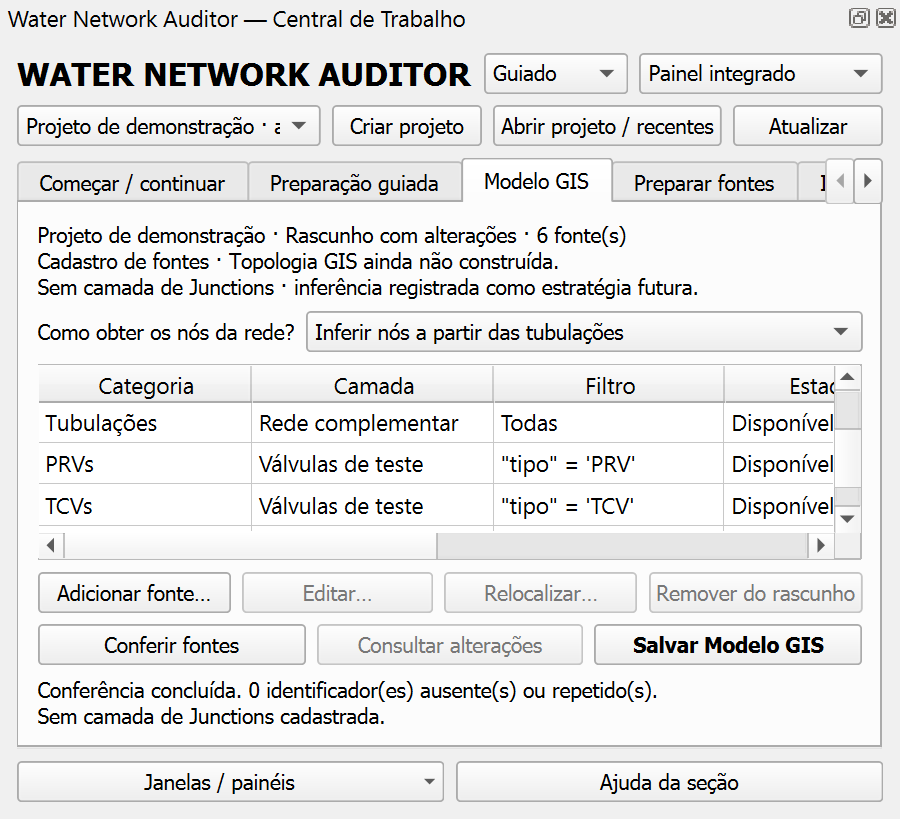 Water Network Auditor — Central de Trabalho
WATER NETWORK AUDITOR
Guiado
Painel integrado
Projeto de demonstração · a
Criar projeto
Abrir projeto / recentes
Atualizar
Começar / continuar
Preparação guiada
Modelo GIS
Preparar fontes
Projeto de demonstração · Rascunho com alterações · 6 fonte(s)
Cadastro de fontes · Topologia GIS ainda não construída.
Sem camada de Junctions · inferência registrada como estratégia futura.
Como obter os nós da rede? Inferir nós a partir das tubulações
Categoria Camada Filtro Estad
Tubulações Rede complementar Todas Disponível
PRVs Válvulas de teste "tipo" = 'PRV' Disponível
TCVs Válvulas de teste "tipo" = 'TCV' Disponível
Adicionar fonte... Editar... Relocalizar... Remover do rascunho
Conferir fontes Consultar alterações Salvar Modelo GIS
Conferência concluída. 0 identificador(es) ausente(s) ou repetido(s).
Sem camada de Junctions cadastrada.
Janelas / painéis Ajuda da seção